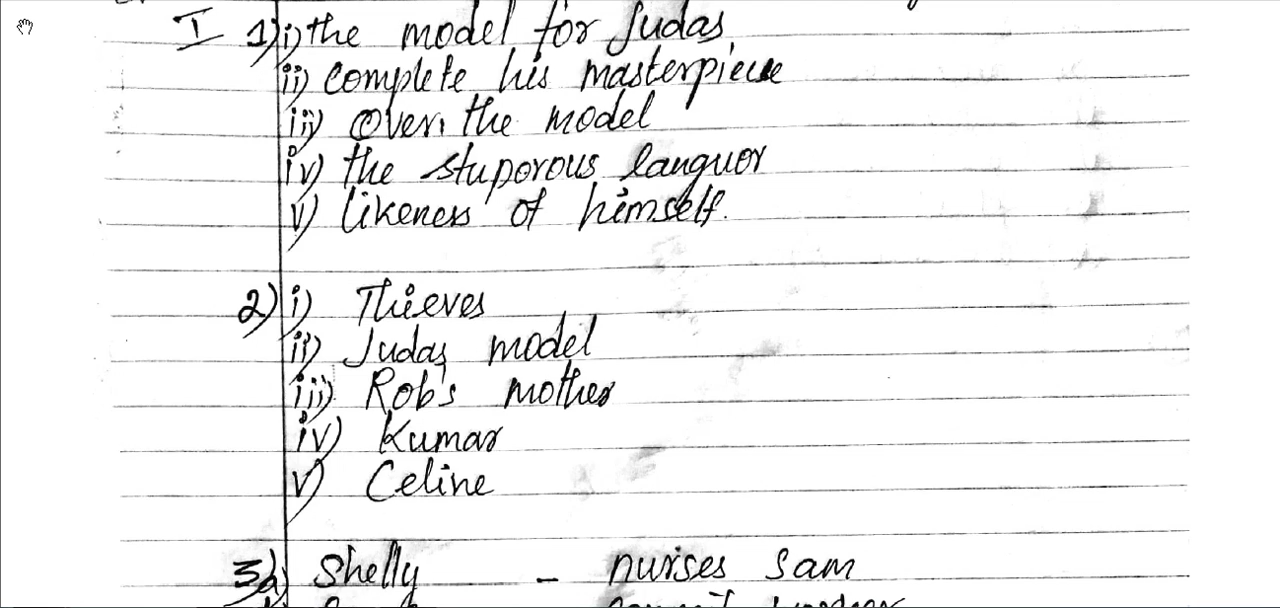 I 1) i) the model for Judas
ii) complete his masterpiece
iii) Over the model
iv) the stuporous languor
v) likeness of himself.
2) i) Thieves
ii) Judas model
iii) Rob's mother
iv) Kumar
v) Celine
3a) Shelly - nurses Sam